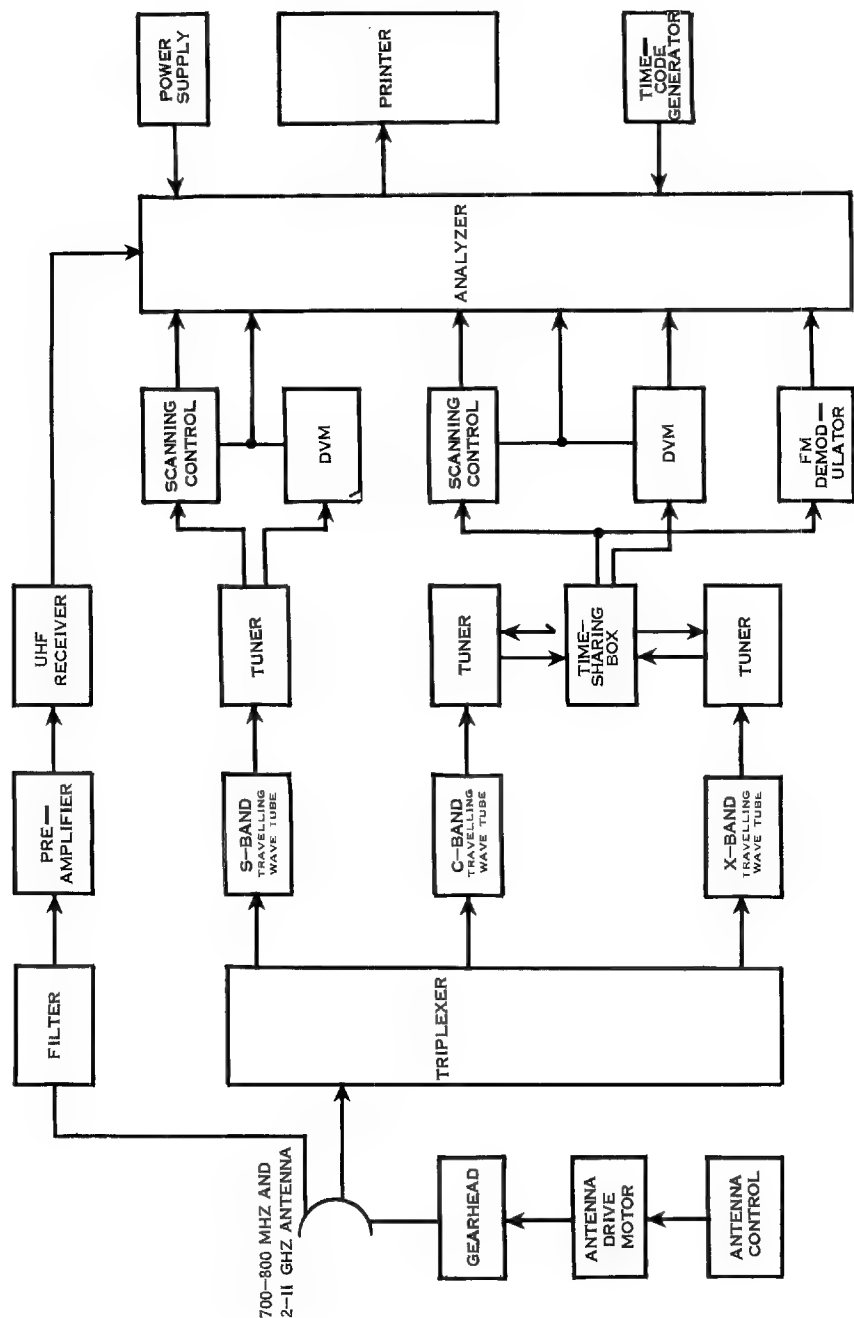 700-800 MHZ AND
2-11 GHZ ANTENNA
FILTER
PRE-
AMPLIFIER
UHF
RECEIVER
TRIPLEXER
S-BAND
TRAVELLING
WAVE TUBE
TUNER
SCANNING
CONTROL
DVM
C-BAND
TRAVELLING
WAVE TUBE
TUNER
TIME-
SHARING
BOX
X-BAND
TRAVELLING
WAVE TUBE
TUNER
SCANNING
CONTROL
DVM
FM
DEMOD-
ULATOR
ANALYZER
POWER
SUPPLY
PRINTER
TIME-
CODE
GENERATOR
GEARHEAD
ANTENNA
DRIVE
MOTOR
ANTENNA
CONTROL